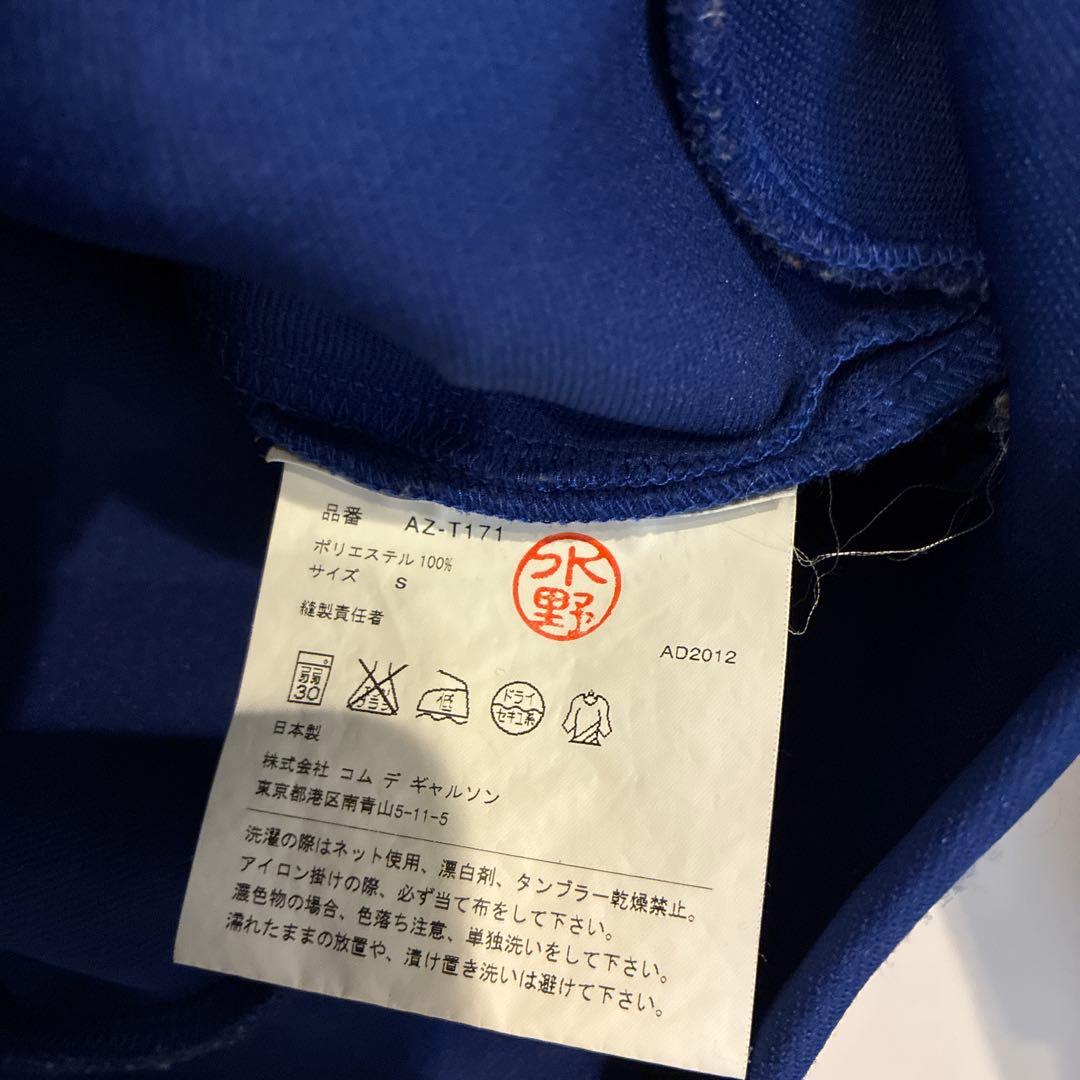 品番 AZ-T171
ポリエステル 100%
サイズ S
縫製責任者
水野
AD2012
弱
30
エンソ
サラシ
低
ドライ
セキユ系
日本製
株式会社 コム デ ギャルソン
東京都港区南青山5-11-5
洗濯の際はネット使用、漂白剤、タンブラー乾燥禁止。
アイロン掛けの際、必ず当て布をして下さい。
濃色物の場合、色落ち注意、単独洗いをして下さい。
濡れたままの放置や、漬け置き洗いは避けて下さい。